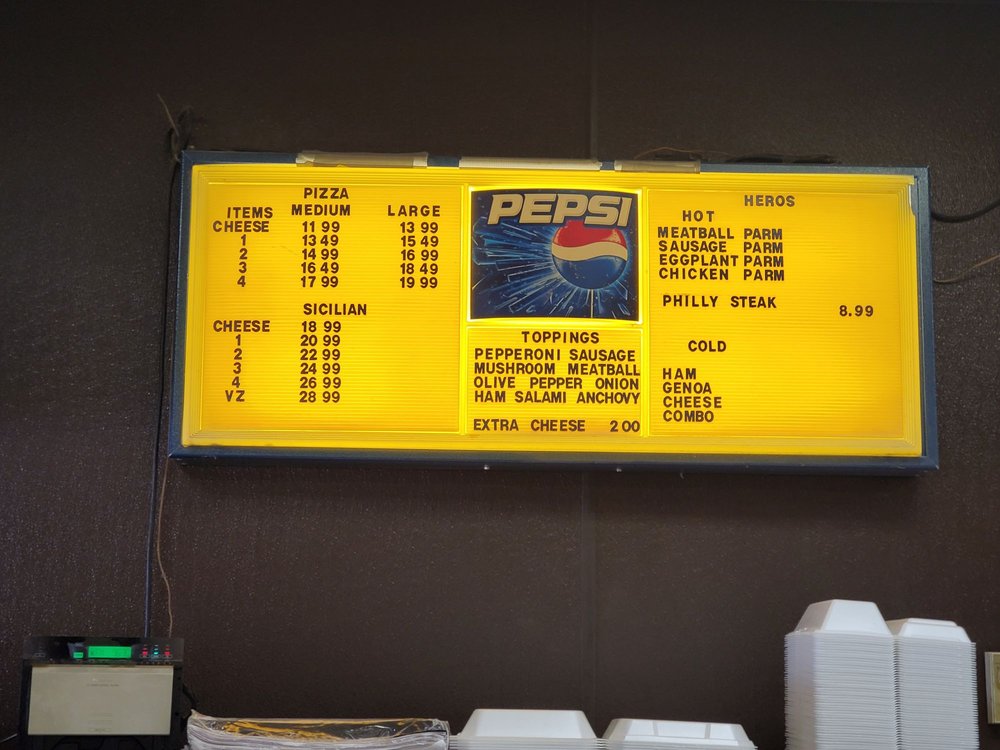 PIZZA
ITEMS MEDIUM LARGE
CHEESE 11 99 13 99
1 13 49 15 49
2 14 99 16 99
3 16 49 18 49
4 17 99 19 99
SICILIAN
CHEESE 18 99
1 20 99
2 22 99
3 24 99
4 26 99
VZ 28 99
PEPSI
TOPPINGS
PEPPERONI SAUSAGE
MUSHROOM MEATBALL
OLIVE PEPPER ONION
HAM SALAMI ANCHOVY
EXTRA CHEESE 2 00
HEROS
HOT
MEATBALL PARM
SAUSAGE PARM
EGGPLANT PARM
CHICKEN PARM
PHILLY STEAK
8.99
COLD
HAM
GENOA
CHEESE
COMBO